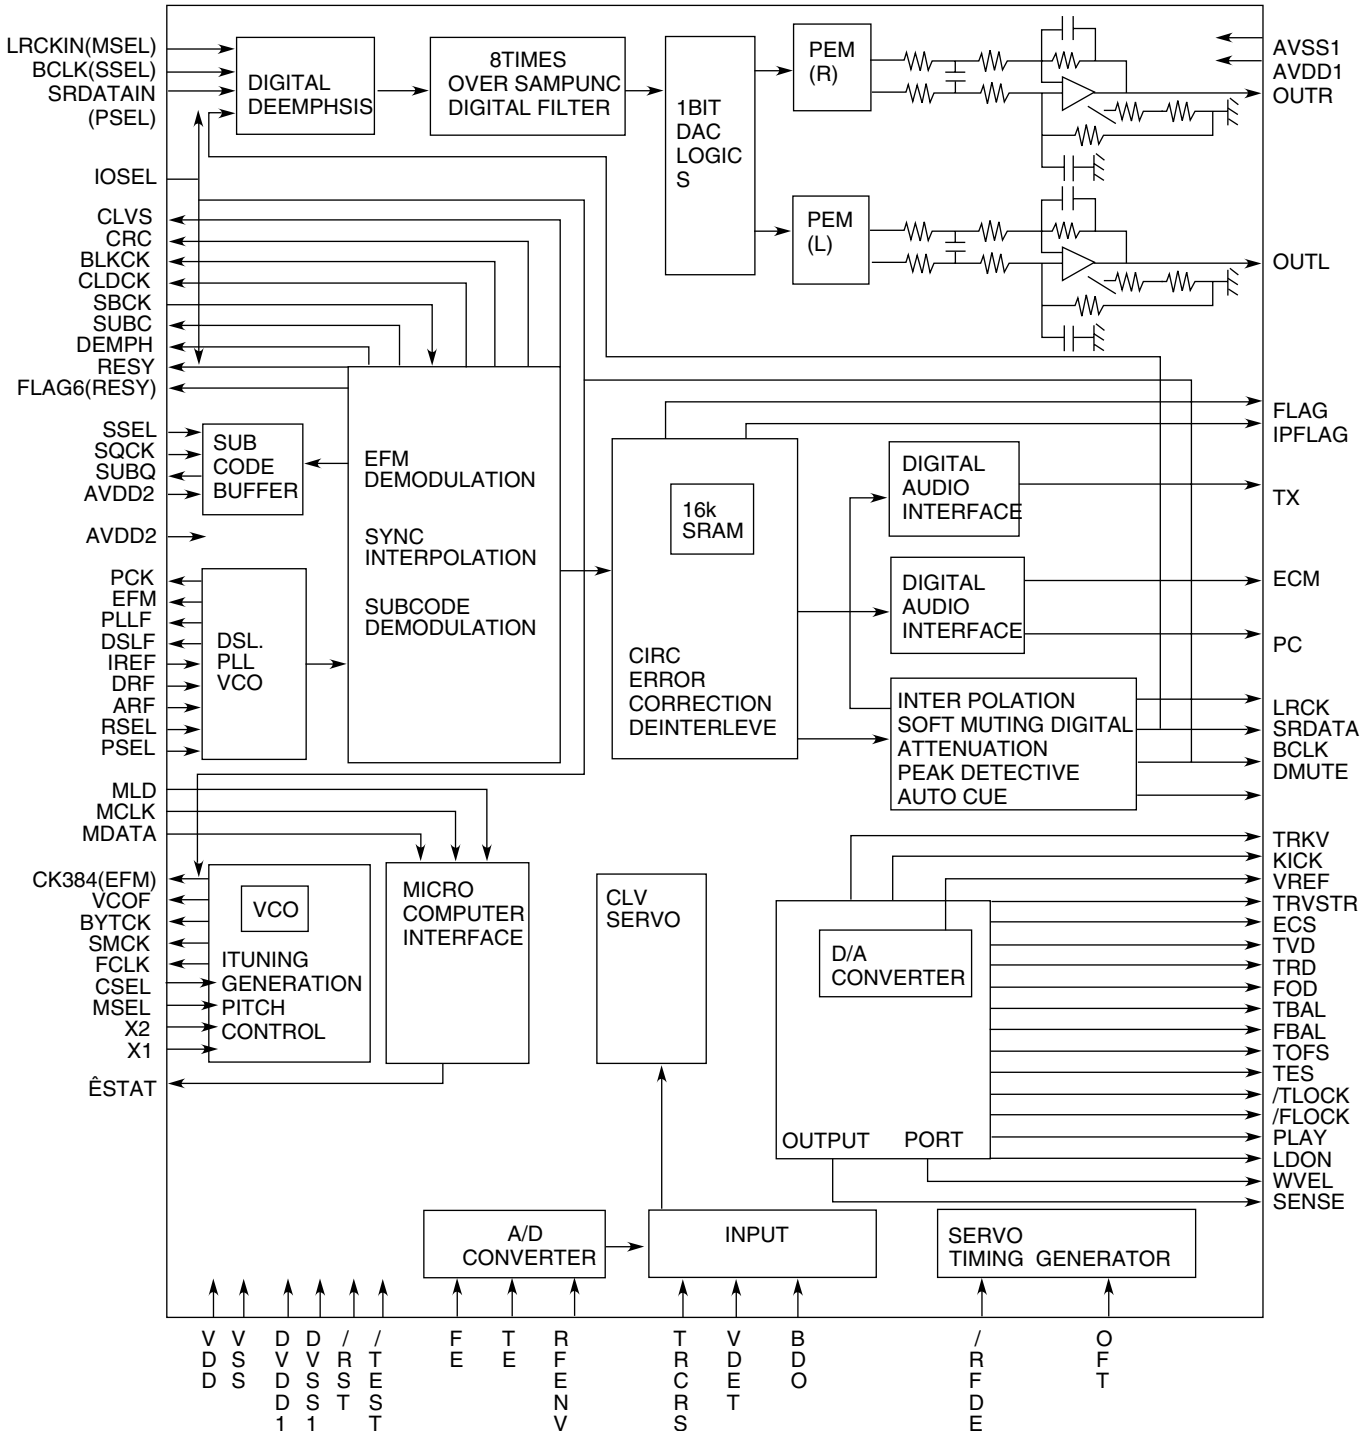 LRCKIN(MSEL)
BCLK(SSEL)
SRDATAIN
(PSEL)
IOSEL
CLVS
CRC
BLKCK
CLDCK
SBCK
SUBC
DEMPH
RESY
FLAG6(RESY)
SSEL
SQCK
SUBQ
AVDD2
AVDD2
PCK
EFM
PLLF
DSLF
IREF
DRF
ARF
RSEL
PSEL
MLD
MCLK
MDATA
CK384(EFM)
VCOF
BYTCK
SMCK
FCLK
CSEL
MSEL
X2
X1
ÊSTAT
DIGITAL
DEEMPHSIS
8TIMES
OVER SAMPUNC
DIGITAL FILTER
1BIT
DAC
LOGIC
S
PEM
(R)
PEM
(L)
SUB
CODE
BUFFER
EFM
DEMODULATION
SYNC
INTERPOLATION
SUBCODE
DEMODULATION
DSL.
PLL
VCO
16k
SRAM
CIRC
ERROR
CORRECTION
DEINTERLEVE
DIGITAL
AUDIO
INTERFACE
DIGITAL
AUDIO
INTERFACE
INTER POLATION
SOFT MUTING DIGITAL
ATTENUATION
PEAK DETECTIVE
AUTO CUE
VCO
ITUNING
GENERATION
PITCH
CONTROL
MICRO
COMPUTER
INTERFACE
CLV
SERVO
D/A
CONVERTER
OUTPUT PORT
A/D
CONVERTER
INPUT
SERVO
TIMING GENERATOR
AVSS1
AVDD1
OUTR
OUTL
FLAG
IPFLAG
TX
ECM
PC
LRCK
SRDATA
BCLK
DMUTE
TRKV
KICK
VREF
TRVSTR
ECS
TVD
TRD
FOD
TBAL
FBAL
TOFS
TES
/TLOCK
/FLOCK
PLAY
LDON
WVEL
SENSE
VDD
VSS
DVDD1
DVSS1
/RST
/TEST
FE
TE
RFENV
TRCRS
VDET
BDO
/RFDE
OFT